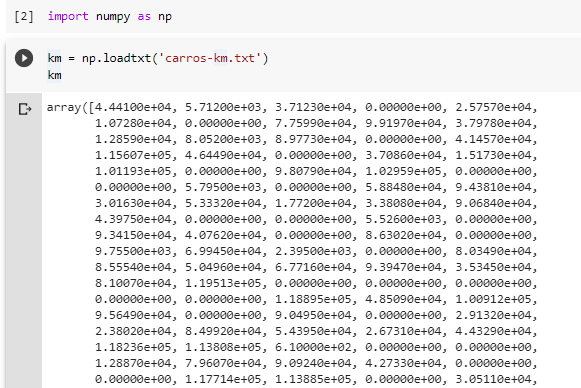 [2] import numpy as np
km = np.loadtxt('carros-km.txt')
km
array([4.44100e+04, 5.71200e+03, 3.71230e+04, 0.00000e+00, 2.57570e+04,
1.07280e+04, 0.00000e+00, 7.75990e+04, 9.91970e+04, 3.79780e+04,
1.28590e+04, 8.05200e+03, 8.97730e+04, 0.00000e+00, 4.14570e+04,
1.15607e+05, 4.64490e+04, 0.00000e+00, 3.70860e+04, 1.51730e+04,
1.01193e+05, 0.00000e+00, 9.80790e+04, 1.02959e+05, 0.00000e+00,
0.00000e+00, 5.79500e+03, 0.00000e+00, 5.88480e+04, 9.43810e+04,
3.01630e+04, 5.33320e+04, 1.77200e+04, 3.38080e+04, 9.06840e+04,
4.39750e+04, 0.00000e+00, 0.00000e+00, 5.52600e+03, 0.00000e+00,
9.34150e+04, 4.07620e+04, 0.00000e+00, 8.63020e+04, 0.00000e+00,
9.75500e+03, 6.99450e+04, 2.39500e+03, 0.00000e+00, 8.03490e+04,
8.55540e+04, 5.04960e+04, 6.77160e+04, 9.39470e+04, 3.53450e+04,
8.10070e+04, 1.19513e+05, 0.00000e+00, 0.00000e+00, 0.00000e+00,
0.00000e+00, 0.00000e+00, 1.18895e+05, 4.85090e+04, 1.00912e+05,
9.56490e+04, 0.00000e+00, 9.04950e+04, 0.00000e+00, 2.91320e+04,
2.38020e+04, 8.49920e+04, 5.43950e+04, 2.67310e+04, 4.43290e+04,
1.18236e+05, 1.13808e+05, 6.10000e+02, 0.00000e+00, 0.00000e+00,
1.28870e+04, 7.96070e+04, 9.09240e+04, 4.27330e+04, 0.00000e+00,
0.00000e+00, 1.17714e+05, 1.13885e+05, 0.00000e+00, 3.05110e+04,